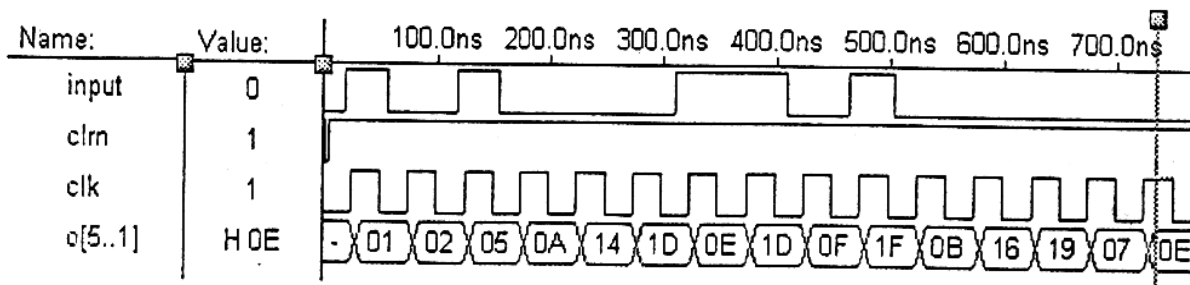 Name: Value: 100.0ns 200.0ns 300.0ns 400.0ns 500.0ns 600.0ns 700.0ns
input 0
clrn 1
clk 1
o[5..1] H 0E - 01 02 05 0A 14 1D 0E 1D 0F 1F 0B 16 19 07 0E